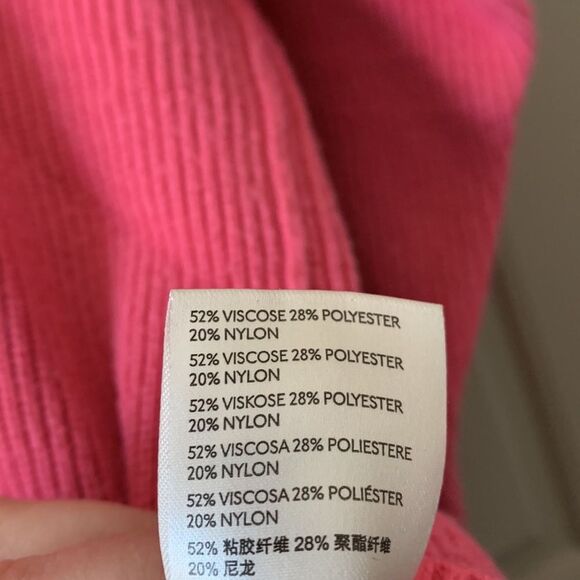 52% VISCOSE 28% POLYESTER
20% NYLON
52% VISCOSE 28% POLYESTER
20% NYLON
52% VISKOSE 28% POLYESTER
20% NYLON
52% VISCOSA 28% POLIESTERE
20% NYLON
52% VISCOSA 28% POLIÉSTER
20% NYLON
52% 粘胶纤维 28% 聚酯纤维
20% 尼龙